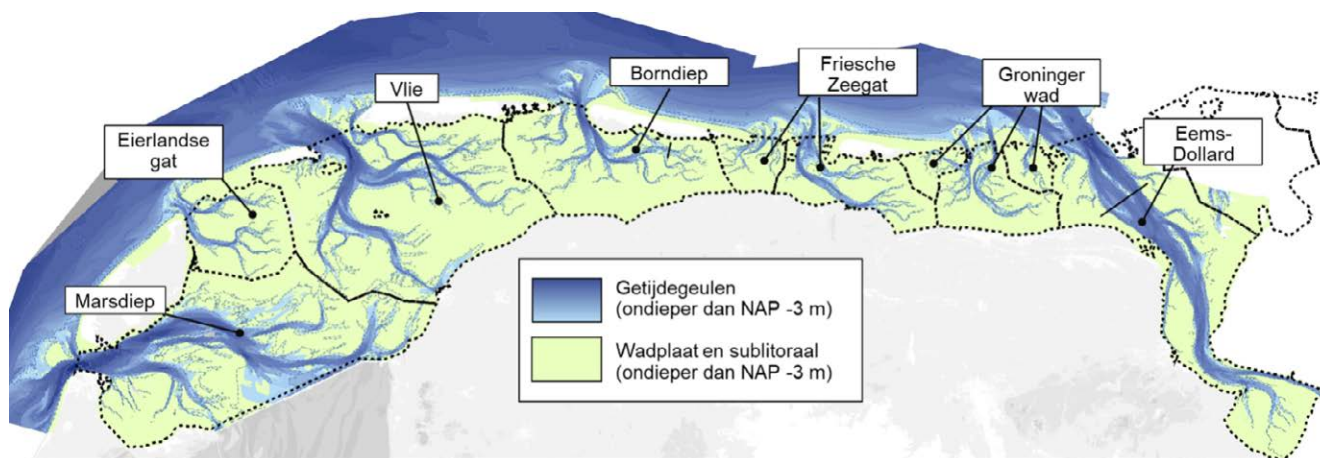 Eierlandse
gat
Vlie
Borndiep
Friesche
Zeegat
Groninger
wad
Eems-
Dollard
Marsdiep
Getijdegeulen
(ondieper dan NAP -3 m)
Wadplaat en sublitoraal
(ondieper dan NAP -3 m)